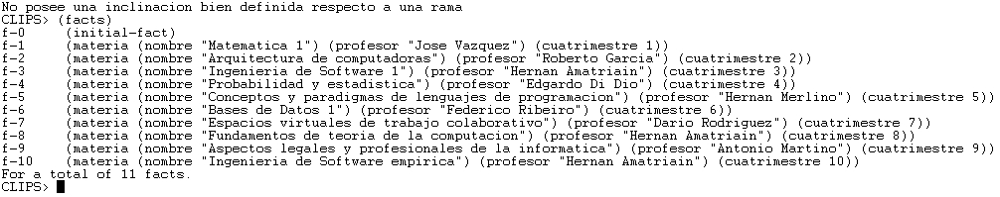 No posee una inclinacion bien definida respecto a una rama
CLIPS> (facts)
f-0     (initial-fact)
f-1     (materia (nombre "Matematica 1") (profesor "Jose Vazquez") (cuatrimestre 1))
f-2     (materia (nombre "Arquitectura de computadoras") (profesor "Roberto Garcia") (cuatrimestre 2))
f-3     (materia (nombre "Ingenieria de Software 1") (profesor "Hernan Amatriain") (cuatrimestre 3))
f-4     (materia (nombre "Probabilidad y estadistica") (profesor "Edgardo Di Dio") (cuatrimestre 4))
f-5     (materia (nombre "Conceptos y paradigmas de lenguajes de programacion") (profesor "Hernan Merlino") (cuatrimestre 5))
f-6     (materia (nombre "Bases de Datos 1") (profesor "Federico Ribeiro") (cuatrimestre 6))
f-7     (materia (nombre "Espacios virtuales de trabajo colaborativo") (profesor "Dario Rodriguez") (cuatrimestre 7))
f-8     (materia (nombre "Fundamentos de teoria de la computacion") (profesor "Hernan Amatriain") (cuatrimestre 8))
f-9     (materia (nombre "Aspectos legales y profesionales de la informatica") (profesor "Antonio Martino") (cuatrimestre 9))
f-10    (materia (nombre "Ingenieria de Software empirica") (profesor "Hernan Amatriain") (cuatrimestre 10))
For a total of 11 facts.
CLIPS>